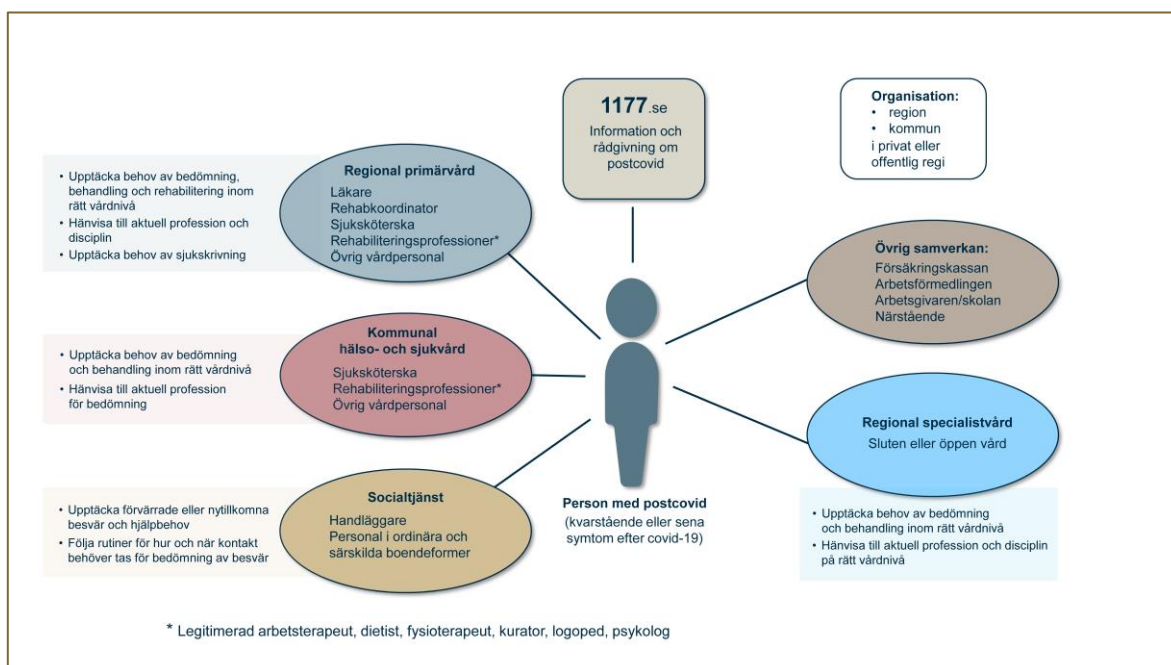 1177.se
Information och
rådgivning om
postcovid
Organisation:
• region
• kommun
i privat eller
offentlig regi
• Upptäcka behov av bedömning,
behandling och rehabilitering inom
rätt vårdnivå
• Hänvisa till aktuell profession och
disciplin
• Upptäcka behov av sjukskrivning
Regional primärvård
Läkare
Rehabkoordinator
Sjuksköterska
Rehabiliteringsprofessioner*
Övrig vårdpersonal
Övrig samverkan:
Försäkringskassan
Arbetsförmedlingen
Arbetsgivaren/skolan
Närstående
• Upptäcka behov av bedömning
och behandling inom rätt vårdnivå
• Hänvisa till aktuell profession
för bedömning
Kommunal
hälso- och sjukvård
Sjuksköterska
Rehabiliteringsprofessioner*
Övrig vårdpersonal
Regional specialistvård
Sluten eller öppen vård
• Upptäcka behov av bedömning
och behandling inom rätt vårdnivå
• Hänvisa till aktuell profession och disciplin
på rätt vårdnivå
• Upptäcka förvärrade eller nytillkomna
besvär och hjälpbehov
• Följa rutiner för hur och när kontakt
behöver tas för bedömning av besvär
Socialtjänst
Handläggare
Personal i ordinära och
särskilda boendeformer
Person med postcovid
(kvarstående eller sena
symtom efter covid-19)
* Legitimerad arbetsterapeut, dietist, fysioterapeut, kurator, logoped, psykolog